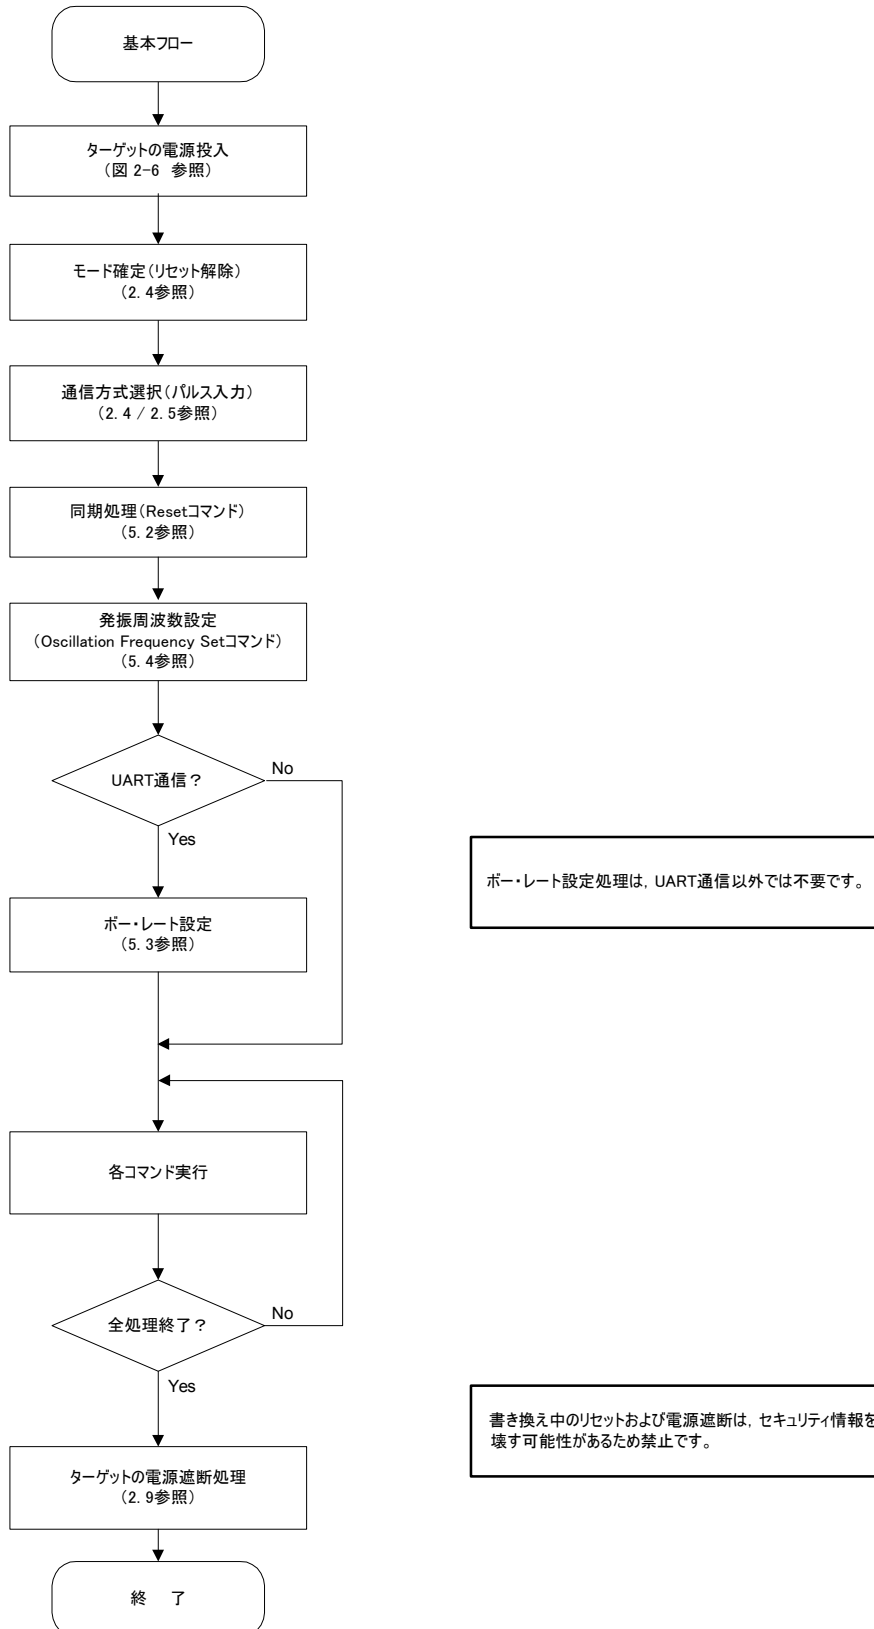 基本フロー
ターゲットの電源投入
（図 2-6 参照）
モード確定（リセット解除）
（2. 4参照）
通信方式選択（パルス入力）
（2. 4 / 2. 5参照）
同期処理（Resetコマンド）
（5. 2参照）
発振周波数設定
（Oscillation Frequency Setコマンド）
（5. 4参照）
UART通信？
No
Yes
ボー・レート設定処理は，UART通信以外では不要です。
ボー・レート設定
（5. 3参照）
各コマンド実行
全処理終了？
No
Yes
書き換え中のリセットおよび電源遮断は，セキュリティ情報を
壊す可能性があるため禁止です。
ターゲットの電源遮断処理
（2. 9参照）
終 了